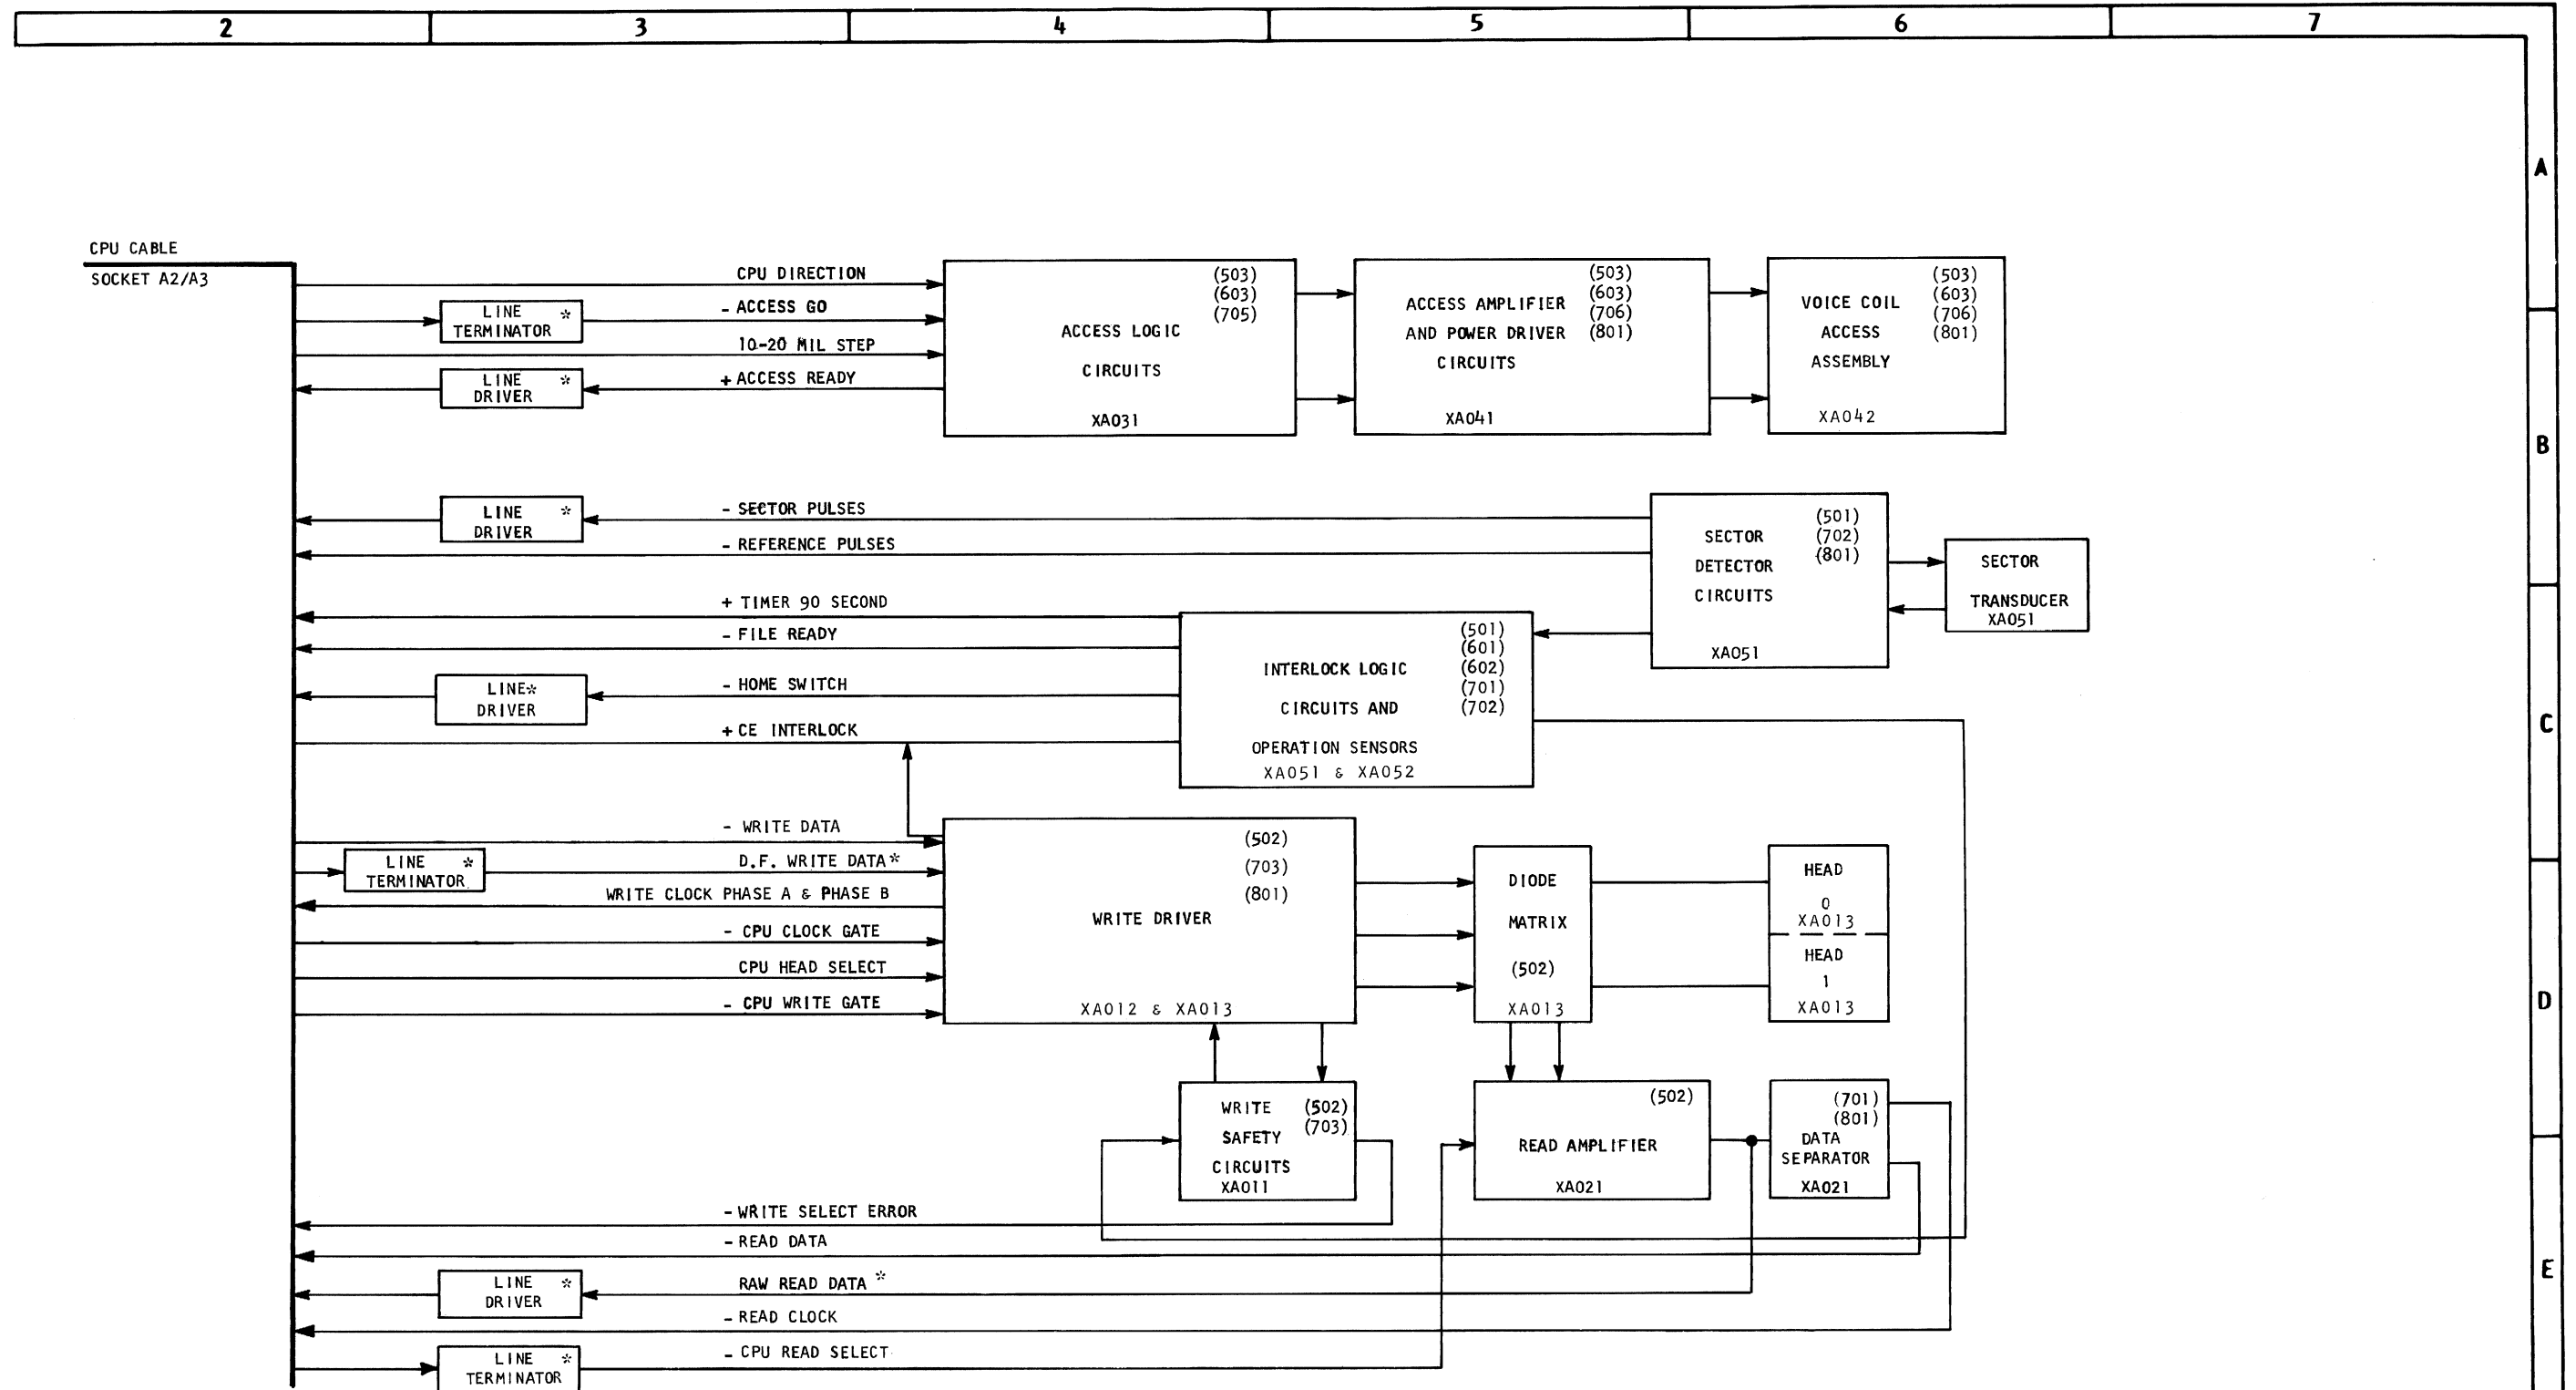 2 3 4 5 6 7
A
B
C
D
E
CPU CABLE
SOCKET A2/A3
CPU DIRECTION
LINE *
TERMINATOR
- ACCESS GO
10-20 MIL STEP
LINE *
DRIVER
+ ACCESS READY
(503)
(603)
(705)
ACCESS LOGIC
CIRCUITS
XA031
(503)
ACCESS AMPLIFIER (603)
(706)
AND POWER DRIVER (801)
CIRCUITS
XA041
(503)
VOICE COIL (603)
(706)
ACCESS (801)
ASSEMBLY
XA042
LINE *
DRIVER
- SECTOR PULSES
- REFERENCE PULSES
(501)
SECTOR (702)
(801)
DETECTOR
CIRCUITS
XA051
SECTOR
TRANSDUCER
XA051
+ TIMER 90 SECOND
- FILE READY
LINE*
DRIVER
- HOME SWITCH
+ CE INTERLOCK
(501)
(601)
INTERLOCK LOGIC (602)
(701)
CIRCUITS AND (702)
OPERATION SENSORS
XA051 & XA052
- WRITE DATA
LINE *
TERMINATOR
D.F. WRITE DATA*
WRITE CLOCK PHASE A & PHASE B
- CPU CLOCK GATE
CPU HEAD SELECT
- CPU WRITE GATE
(502)
(703)
(801)
WRITE DRIVER
XA012 & XA013
DIODE
MATRIX
(502)
XA013
HEAD
0
XA013
HEAD
1
XA013
WRITE (502)
(703)
SAFETY
CIRCUITS
XA011
(502)
READ AMPLIFIER
XA021
(701)
(801)
DATA
SEPARATOR
XA021
- WRITE SELECT ERROR
- READ DATA
LINE *
DRIVER
RAW READ DATA *
- READ CLOCK
LINE *
TERMINATOR
- CPU READ SELECT